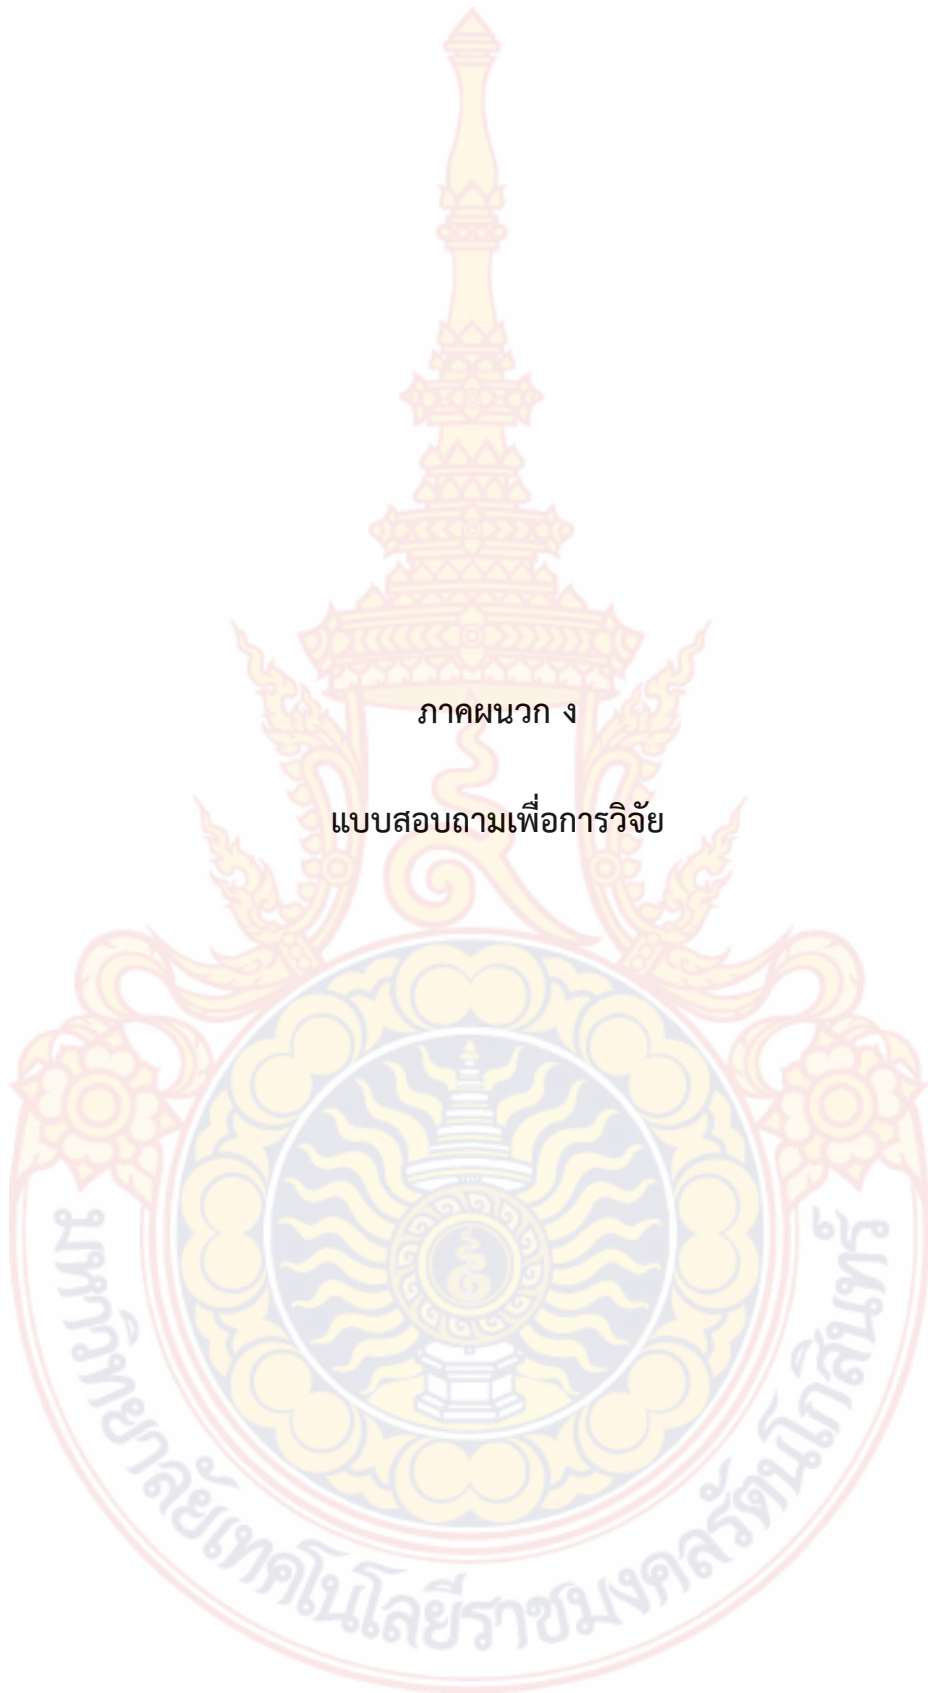 ภาคผนวก ง
แบบสอบถามเพื่อการวิจัย
มหาวิทยาลัยเทคโนโลยีราชมงคลรัตนโกสินทร์